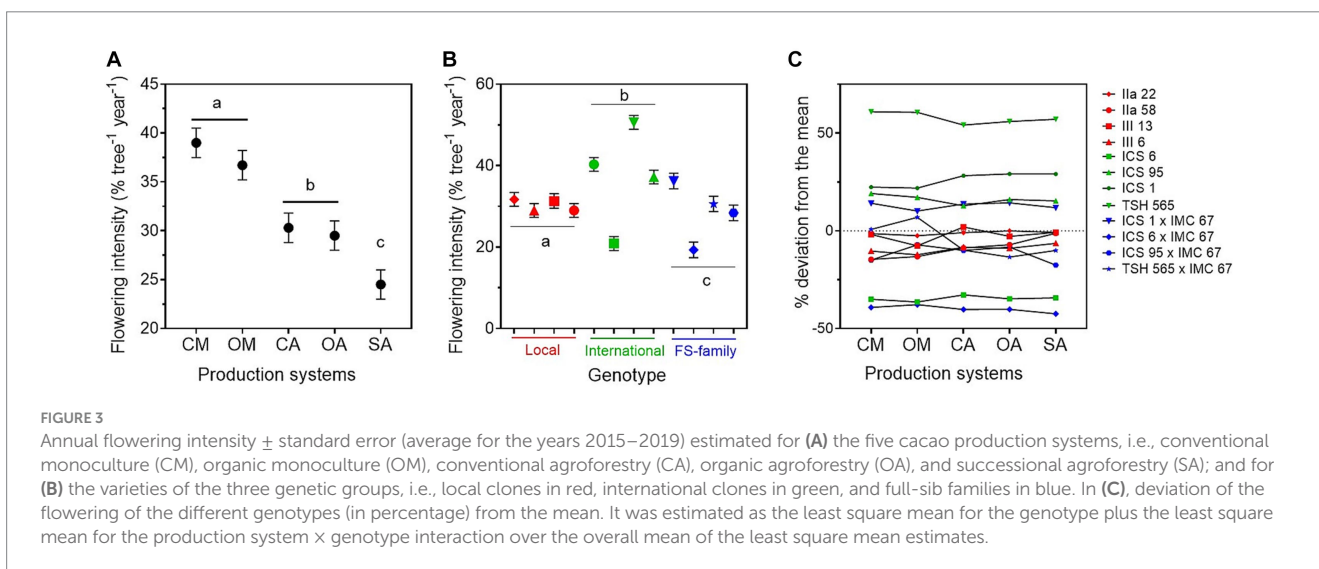 A
Flowering intensity (% tree⁻¹ year⁻¹)
45
40
35
30
25
20
a
b
c
CM OM CA OA SA
Production systems
B
Flowering intensity (% tree⁻¹ year⁻¹)
60
40
20
0
b
a
c
Local International FS-family
Genotype
C
% deviation from the mean
50
0
-50
CM OM CA OA SA
Production systems
IIa 22
IIa 58
III 13
III 6
ICS 6
ICS 95
ICS 1
TSH 565
ICS 1 x IMC 67
ICS 6 x IMC 67
ICS 95 x IMC 67
TSH 565 x IMC 67
FIGURE 3
Annual flowering intensity ± standard error (average for the years 2015–2019) estimated for (A) the five cacao production systems, i.e., conventional
monoculture (CM), organic monoculture (OM), conventional agroforestry (CA), organic agroforestry (OA), and successional agroforestry (SA); and for
(B) the varieties of the three genetic groups, i.e., local clones in red, international clones in green, and full-sib families in blue. In (C), deviation of the
flowering of the different genotypes (in percentage) from the mean. It was estimated as the least square mean for the genotype plus the least square
mean for the production system × genotype interaction over the overall mean of the least square mean estimates.